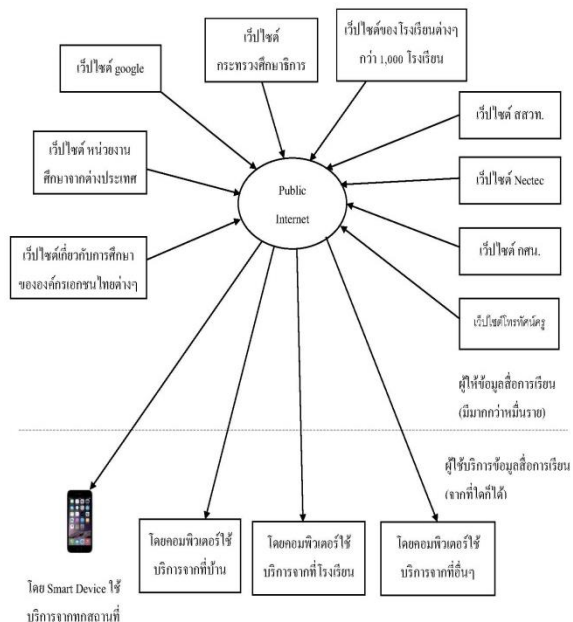 เว็ปไซต์
กระทรวงศึกษาธิการ
เว็ปไซต์ของโรงเรียนต่างๆ
กว่า 1,000 โรงเรียน
เว็ปไซต์ google
เว็ปไซต์ สสวท.
เว็ปไซต์ หน่วยงาน
ศึกษาจากต่างประเทศ
Public
Internet
เว็ปไซต์ Nectec
เว็ปไซต์เกี่ยวกับการศึกษา
ขององค์กรเอกชนไทยต่างๆ
เว็ปไซต์ กศน.
เว็ปไซต์โทรทัศน์ครู
ผู้ให้ข้อมูลสื่อการเรียน
(มีมากกว่าหมื่นราย)
ผู้ใช้บริการข้อมูลสื่อการเรียน
(จากที่ใดก็ได้)
โดย Smart Device ใช้
บริการจากทุกสถานที่
โดยคอมพิวเตอร์ใช้
บริการจากที่บ้าน
โดยคอมพิวเตอร์ใช้
บริการจากที่โรงเรียน
โดยคอมพิวเตอร์ใช้
บริการจากที่อื่นๆ